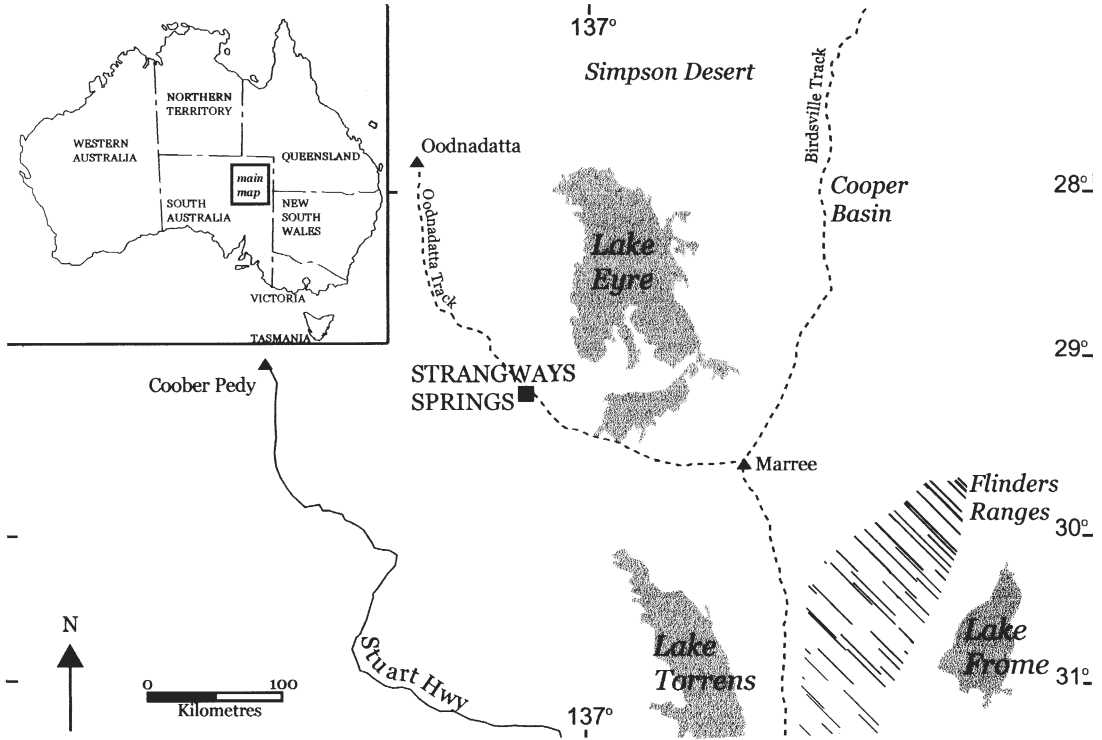 137°
Simpson Desert
Birdsville Track
NORTHERN
TERRITORY
WESTERN
AUSTRALIA
QUEENSLAND
main
map
SOUTH
AUSTRALIA
NEW
SOUTH
WALES
VICTORIA
TASMANIA
Oodnadatta
Oodnadatta Track
Cooper
Basin
28°
Lake
Eyre
29°
Coober Pedy
STRANGWAYS
SPRINGS
Marree
Flinders
Ranges
30°
N
Stuart Hwy
Lake
Torrens
Lake
Frome
31°
0 100
Kilometres
137°